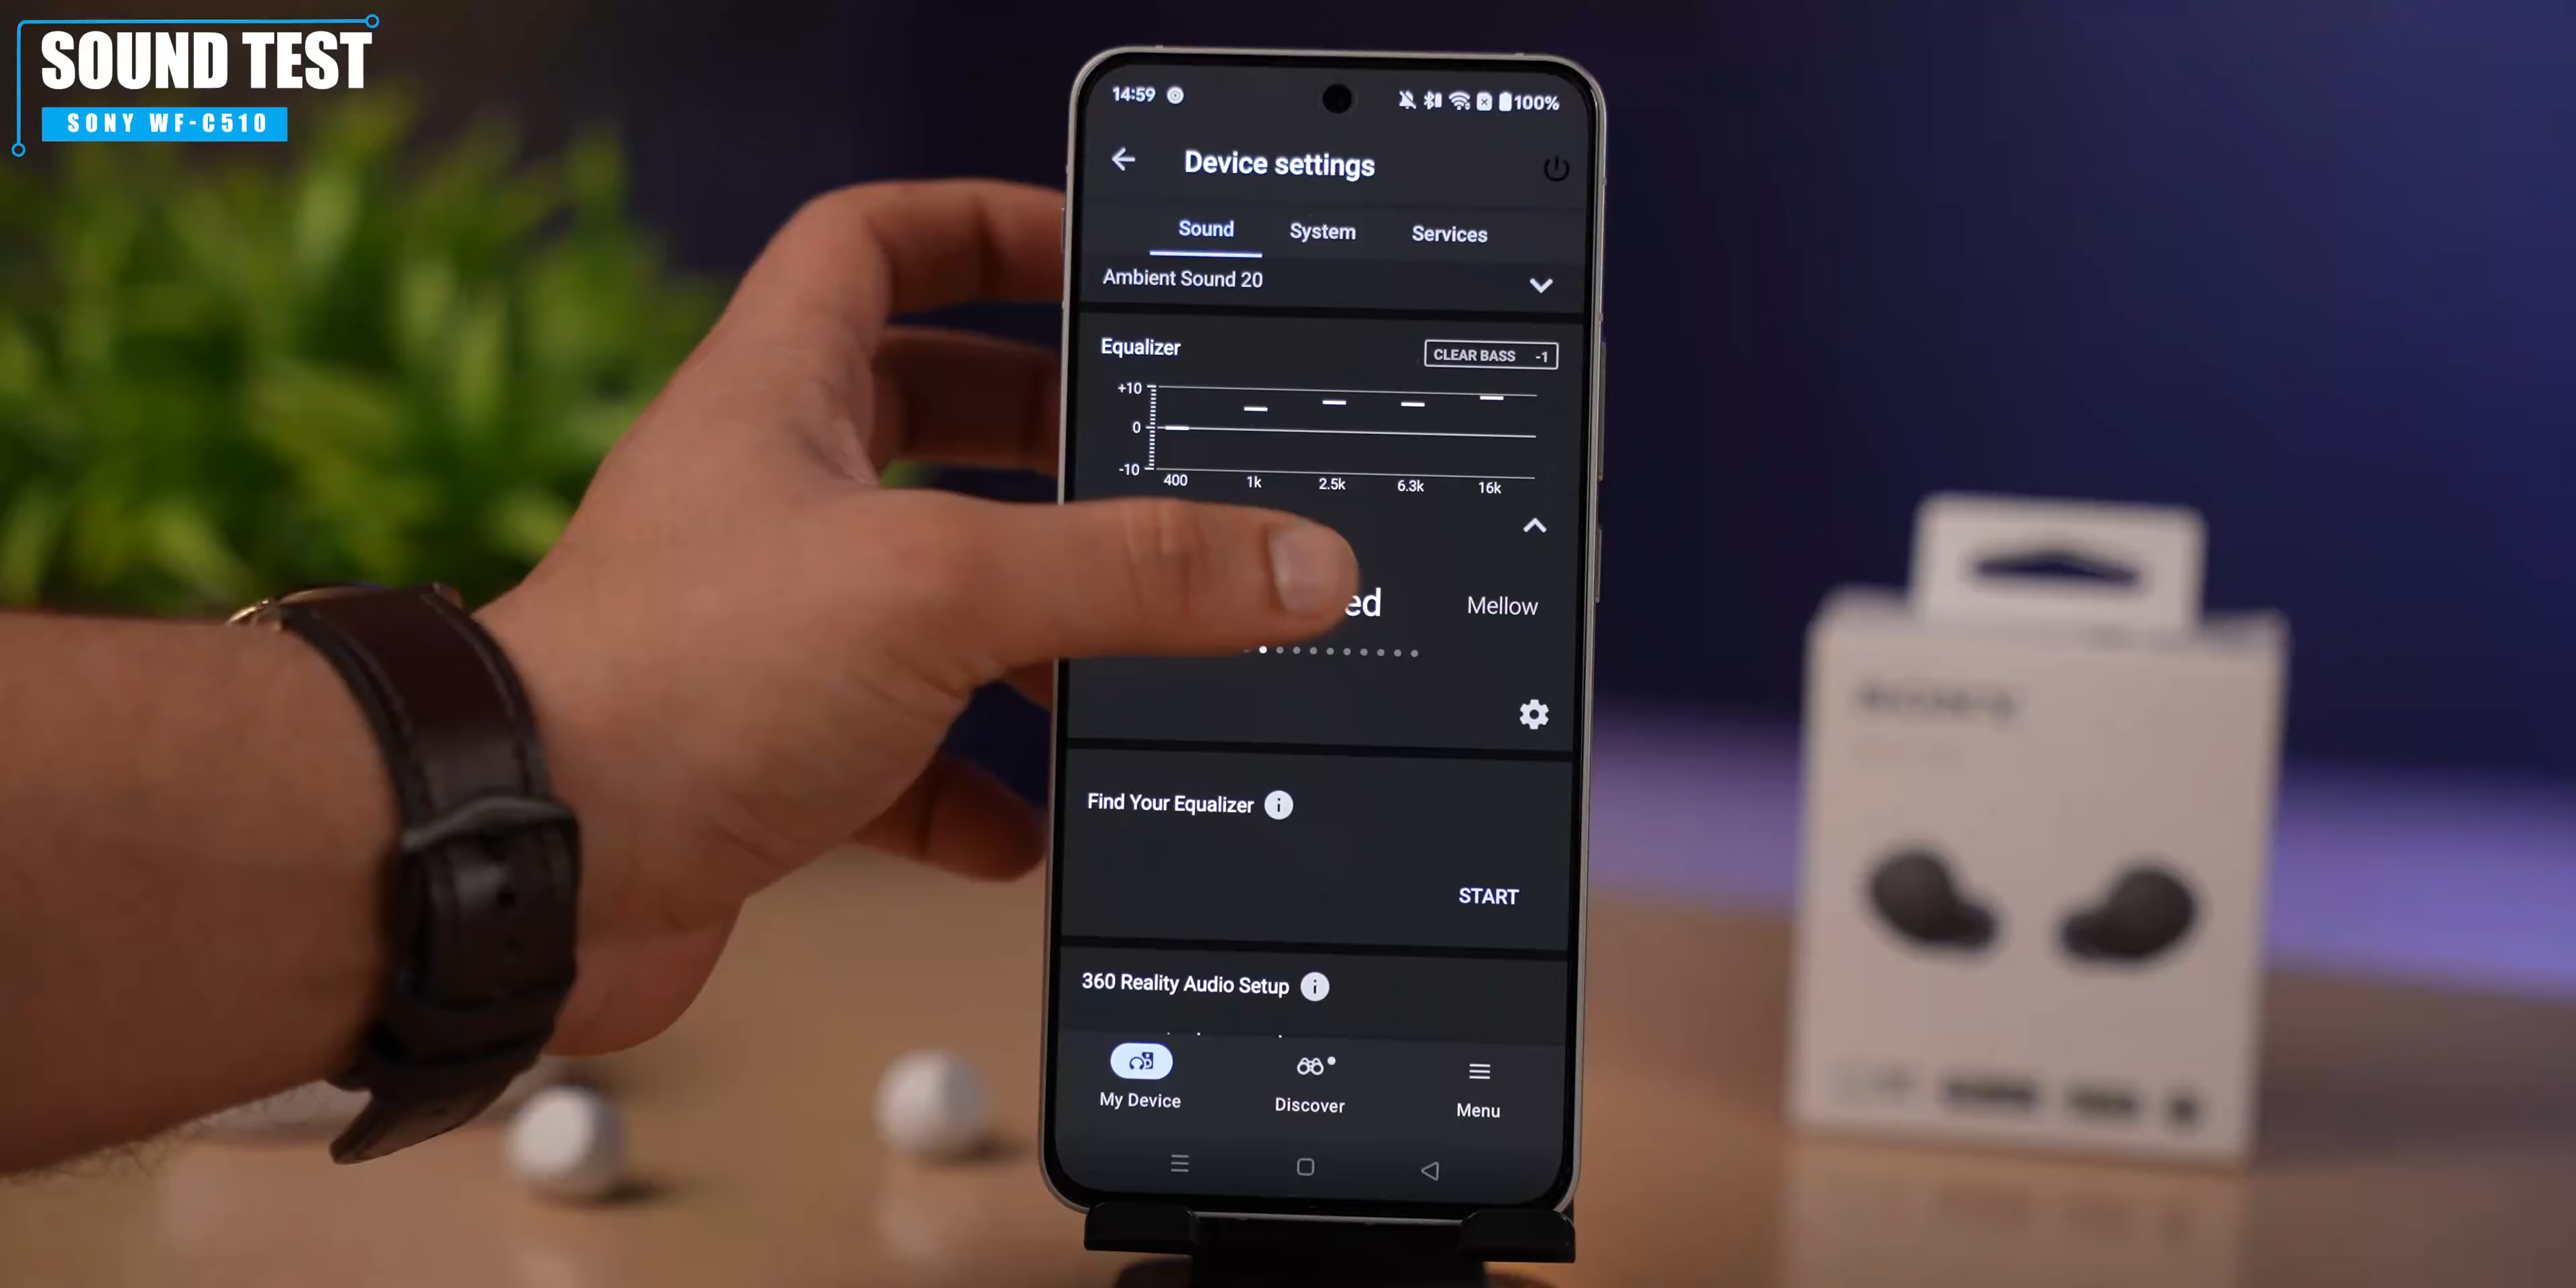 SOUND TEST
SONY WF-C510
14:59
100%
Device settings
Sound System Services
Ambient Sound 20
Equalizer
CLEAR BASS -1
+10
0
-10
400 1k 2.5k 6.3k 16k
ed Mellow
Find Your Equalizer
START
360 Reality Audio Setup
My Device Discover Menu